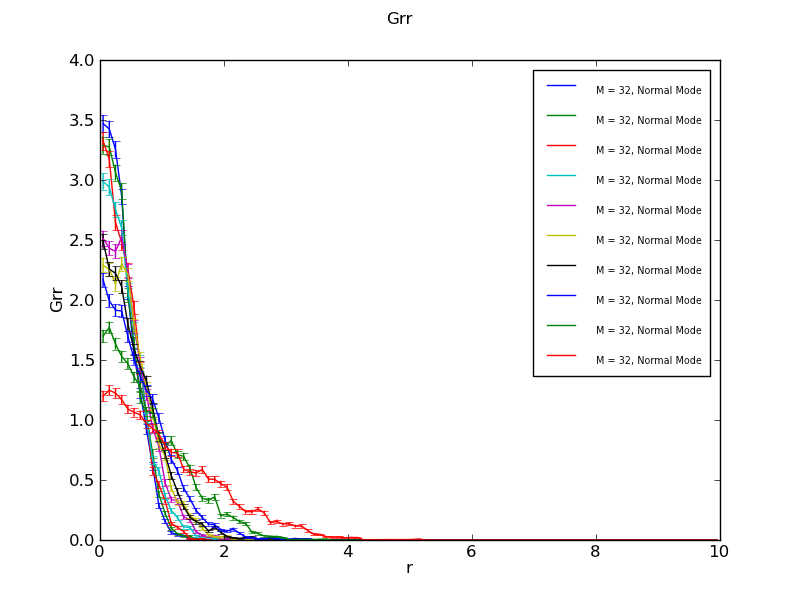 Grr
4.0
3.5
3.0
2.5
2.0
1.5
1.0
0.5
0.0
Grr
0
2
4
6
8
10
r
M = 32, Normal Mode
M = 32, Normal Mode
M = 32, Normal Mode
M = 32, Normal Mode
M = 32, Normal Mode
M = 32, Normal Mode
M = 32, Normal Mode
M = 32, Normal Mode
M = 32, Normal Mode
M = 32, Normal Mode